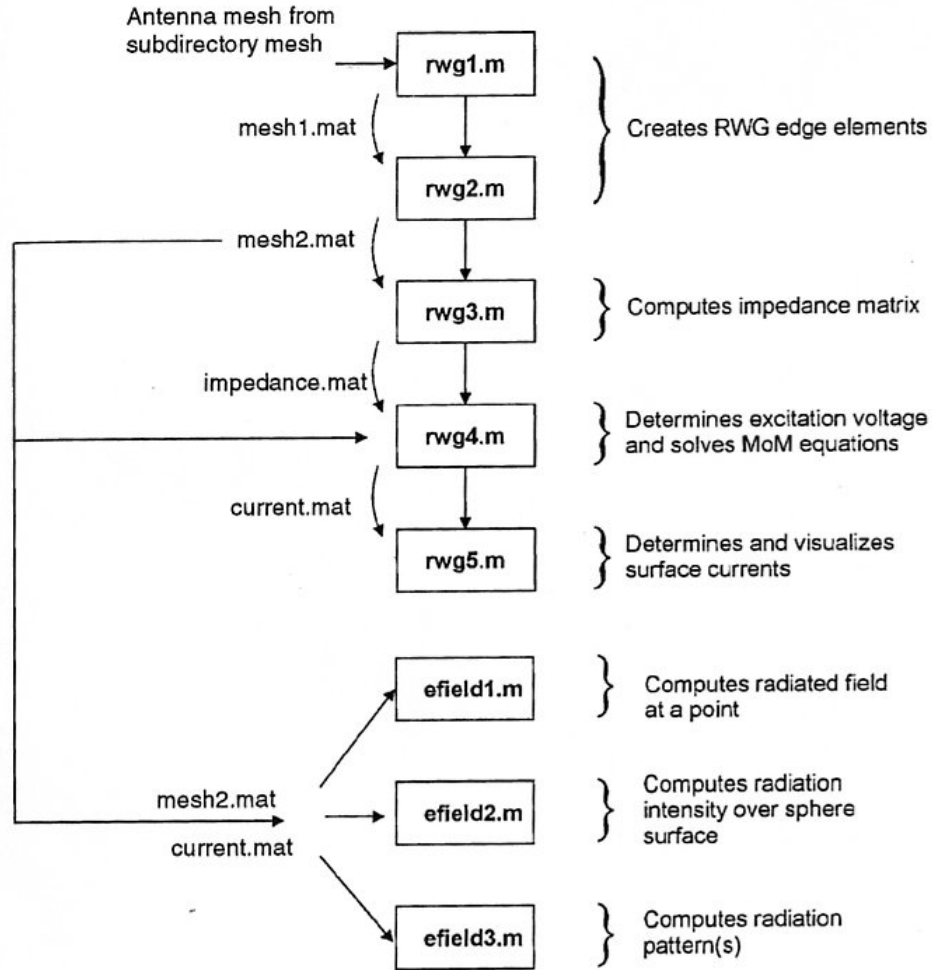 Antenna mesh from
subdirectory mesh
rwg1.m
mesh1.mat
Creates RWG edge elements
rwg2.m
mesh2.mat
rwg3.m
Computes impedance matrix
impedance.mat
rwg4.m
Determines excitation voltage
and solves MoM equations
current.mat
rwg5.m
Determines and visualizes
surface currents
efield1.m
Computes radiated field
at a point
mesh2.mat
current.mat
efield2.m
Computes radiation
intensity over sphere
surface
efield3.m
Computes radiation
pattern(s)